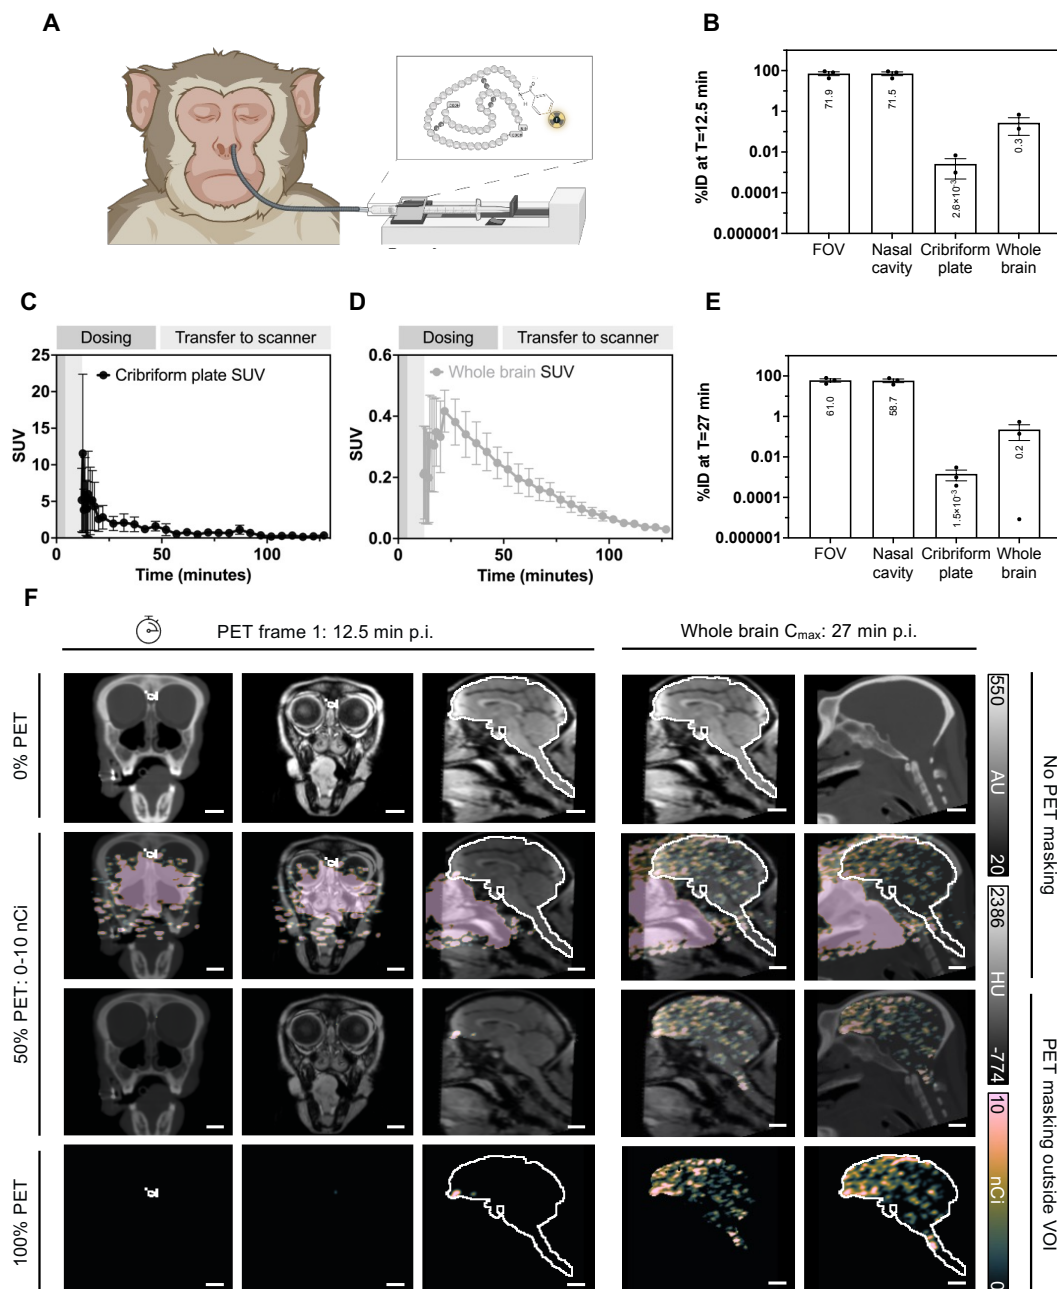 A
B
%ID at T=12.5 min
100
1
0.01
0.0001
0.000001
71.9
71.5
2.6×10⁻³
0.3
FOV
Nasal cavity
Cribriform plate
Whole brain
C
Dosing
Transfer to scanner
SUV
25
20
15
10
5
0
Cribriform plate SUV
0
50
100
Time (minutes)
D
Dosing
Transfer to scanner
SUV
0.6
0.4
0.2
0.0
Whole brain SUV
0
50
100
Time (minutes)
E
%ID at T=27 min
100
1
0.01
0.0001
0.000001
61.0
58.7
1.5×10⁻³
0.2
FOV
Nasal cavity
Cribriform plate
Whole brain
F
PET frame 1: 12.5 min p.i.
Whole brain Cmax: 27 min p.i.
0% PET
50% PET: 0-10 nCi
100% PET
550
AU
20
2386
HU
-774
10
nCi
0
No PET masking
PET masking outside VOI